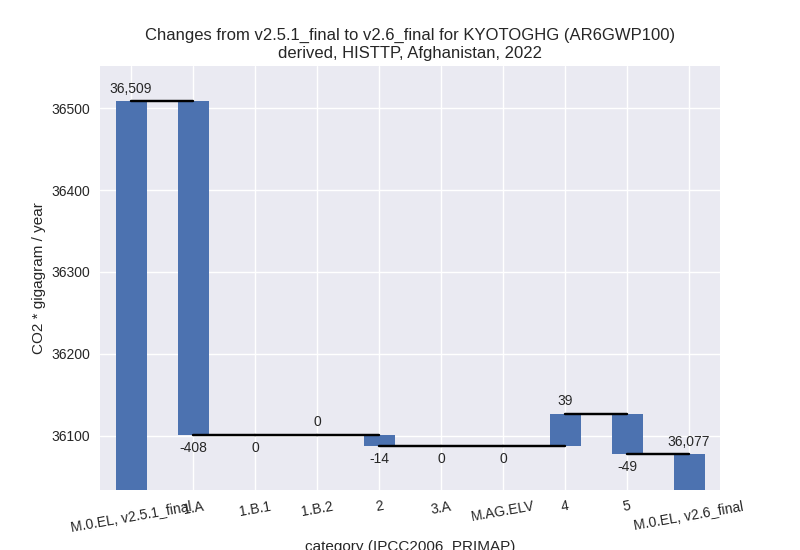 Changes from v2.5.1_final to v2.6_final for KYOTOGHG (AR6GWP100)
derived, HISTTP, Afghanistan, 2022
CO2 * gigagram / year
36500
36400
36300
36200
36100
36,509
-408
0
0
-14
0
0
39
-49
36,077
M.0.EL, v2.5.1_final
1.A
1.B.1
1.B.2
2
3.A
M.AG.ELV
4
5
M.0.EL, v2.6_final
category (IPCC2006_PRIMAP)